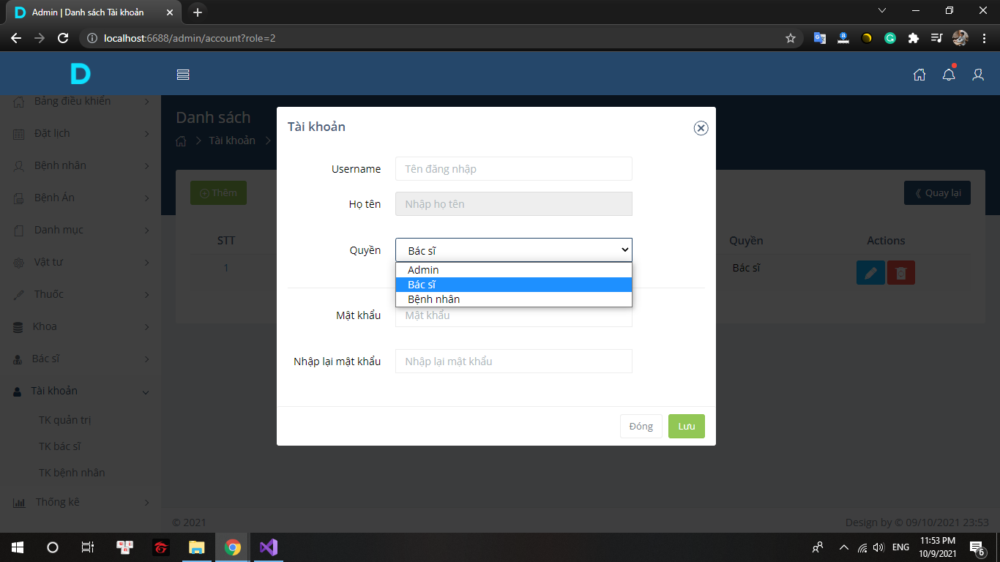 Admin | Danh sách Tài khoản
localhost:6688/admin/account?role=2
D
Bảng điều khiển
Đặt lịch
Bệnh nhân
Bệnh Án
Danh mục
Vật tư
Thuốc
Khoa
Bác sĩ
Tài khoản
TK quản trị
TK bác sĩ
TK bệnh nhân
Thống kê
Danh sách
Tài khoản
Thêm
Quay lại
STT Quyền Actions
1 Bác sĩ
Tài khoản
Username Tên đăng nhập
Họ tên Nhập họ tên
Quyền Bác sĩ
Admin
Bác sĩ
Bệnh nhân
Mật khẩu Mật khẩu
Nhập lại mật khẩu Nhập lại mật khẩu
Đóng Lưu
© 2021 Design by © 09/10/2021 23:53
ENG
11:53 PM
10/9/2021
6